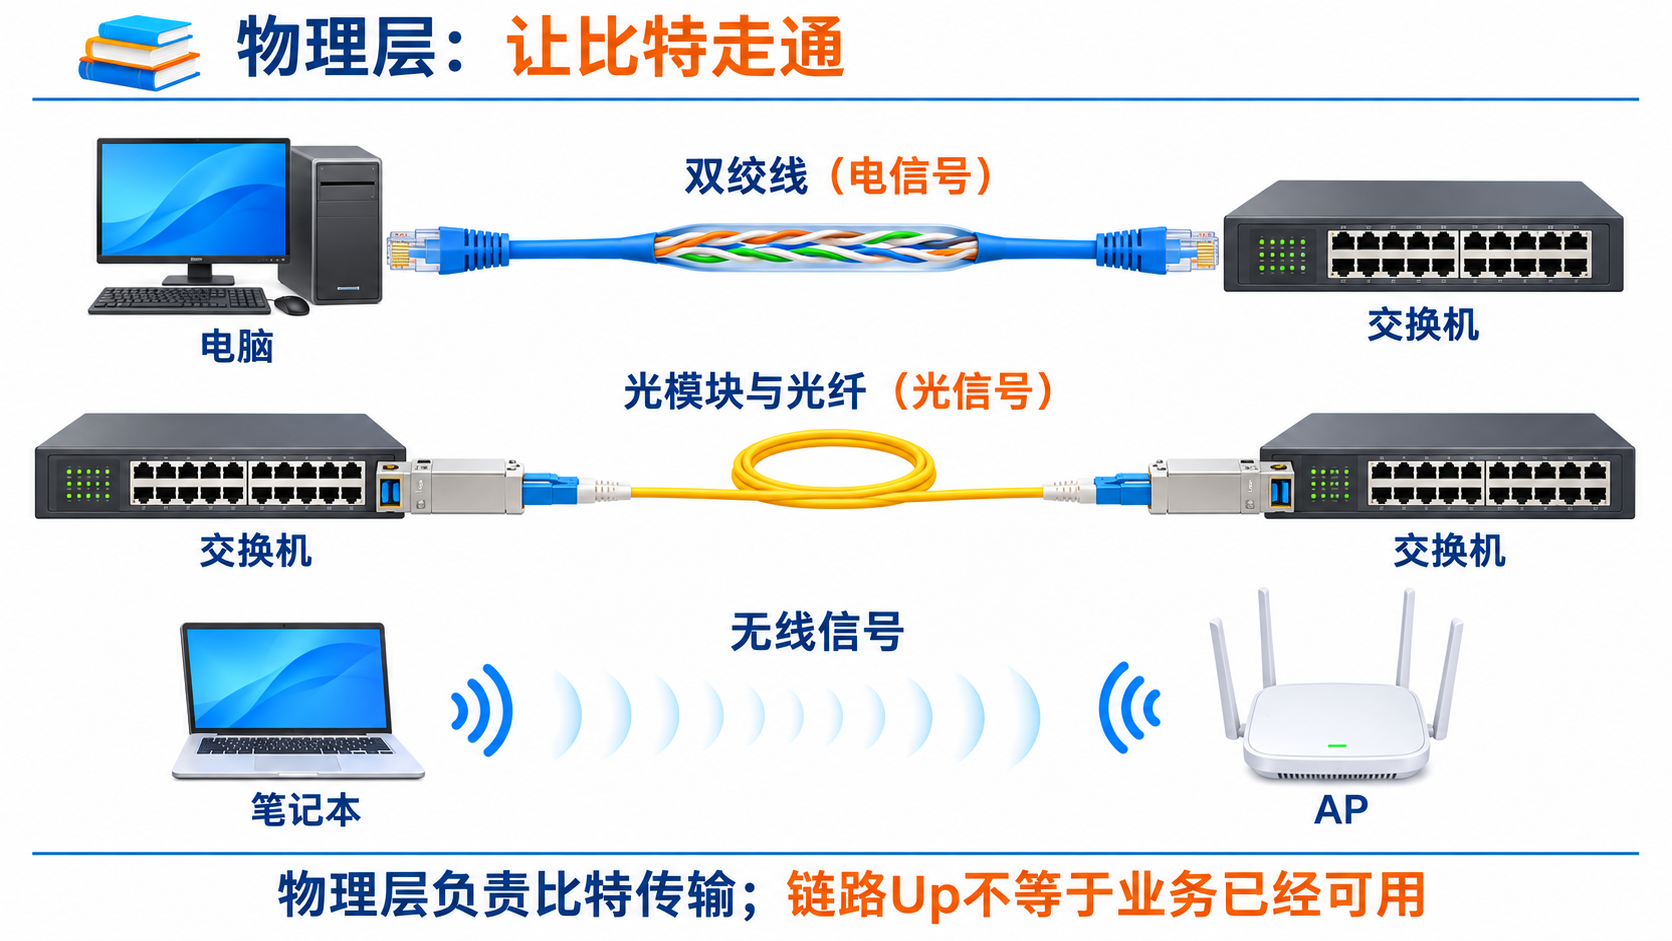 物理层：让比特走通
双绞线（电信号）
电脑
交换机
光模块与光纤（光信号）
交换机
交换机
无线信号
笔记本
AP
物理层负责比特传输；链路Up不等于业务已经可用